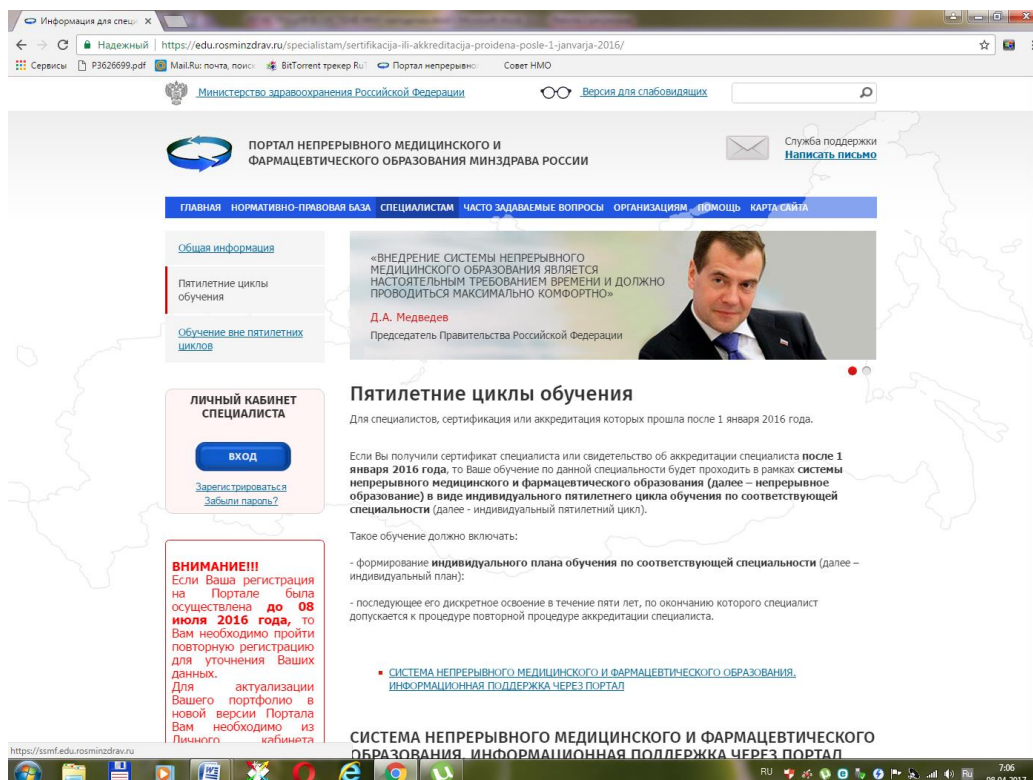 Информация для специ
Надежный
https://edu.rosminzdrav.ru/specialistam/sertifikacija-ili-akkreditacija-proidena-posle-1-janvarja-2016/
Сервисы
P3626699.pdf
Mail.Ru: почта, поиск
BitTorrent трекер RuT
Портал непрерывно
Совет НМО
Министерство здравоохранения Российской Федерации
Версия для слабовидящих
ПОРТАЛ НЕПРЕРЫВНОГО МЕДИЦИНСКОГО И
ФАРМАЦЕВТИЧЕСКОГО ОБРАЗОВАНИЯ МИНЗДРАВА РОССИИ
Служба поддержки
Написать письмо
ГЛАВНАЯ НОРМАТИВНО-ПРАВОВАЯ БАЗА СПЕЦИАЛИСТАМ ЧАСТО ЗАДАВАЕМЫЕ ВОПРОСЫ ОРГАНИЗАЦИЯМ ПОМОЩЬ КАРТА САЙТА
Общая информация
Пятилетние циклы
обучения
Обучение вне пятилетних
циклов
«ВНЕДРЕНИЕ СИСТЕМЫ НЕПРЕРЫВНОГО
МЕДИЦИНСКОГО ОБРАЗОВАНИЯ ЯВЛЯЕТСЯ
НАСТОЯТЕЛЬНЫМ ТРЕБОВАНИЕМ ВРЕМЕНИ И ДОЛЖНО
ПРОВОДИТЬСЯ МАКСИМАЛЬНО КОМФОРТНО»
Д.А. Медведев
Председатель Правительства Российской Федерации
ЛИЧНЫЙ КАБИНЕТ
СПЕЦИАЛИСТА
ВХОД
Зарегистрироваться
Забыли пароль?
ВНИМАНИЕ!!!
Если Ваша регистрация
на Портале была
осуществлена до 08
июля 2016 года, то
Вам необходимо пройти
повторную регистрацию
для уточнения Ваших
данных.
Для актуализации
Вашего портфолио в
новой версии Портала
Вам необходимо из
Личного кабинета
Пятилетние циклы обучения
Для специалистов, сертификация или аккредитация которых прошла после 1 января 2016 года.
Если Вы получили сертификат специалиста или свидетельство об аккредитации специалиста после 1
января 2016 года, то Ваше обучение по данной специальности будет проходить в рамках системы
непрерывного медицинского и фармацевтического образования (далее – непрерывное
образование) в виде индивидуального пятилетнего цикла обучения по соответствующей
специальности (далее - индивидуальный пятилетний цикл).
Такое обучение должно включать:
- формирование индивидуального плана обучения по соответствующей специальности (далее –
индивидуальный план):
- последующее его дискретное освоение в течение пяти лет, по окончанию которого специалист
допускается к процедуре повторной процедуре аккредитации специалиста.
СИСТЕМА НЕПРЕРЫВНОГО МЕДИЦИНСКОГО И ФАРМАЦЕВТИЧЕСКОГО ОБРАЗОВАНИЯ.
ИНФОРМАЦИОННАЯ ПОДДЕРЖКА ЧЕРЕЗ ПОРТАЛ
СИСТЕМА НЕПРЕРЫВНОГО МЕДИЦИНСКОГО И ФАРМАЦЕВТИЧЕСКОГО
ОБРАЗОВАНИЯ. ИНФОРМАЦИОННАЯ ПОДДЕРЖКА ЧЕРЕЗ ПОРТАЛ
https://ssmf.edu.rosminzdrav.ru
RU
7:06
08.04.2017